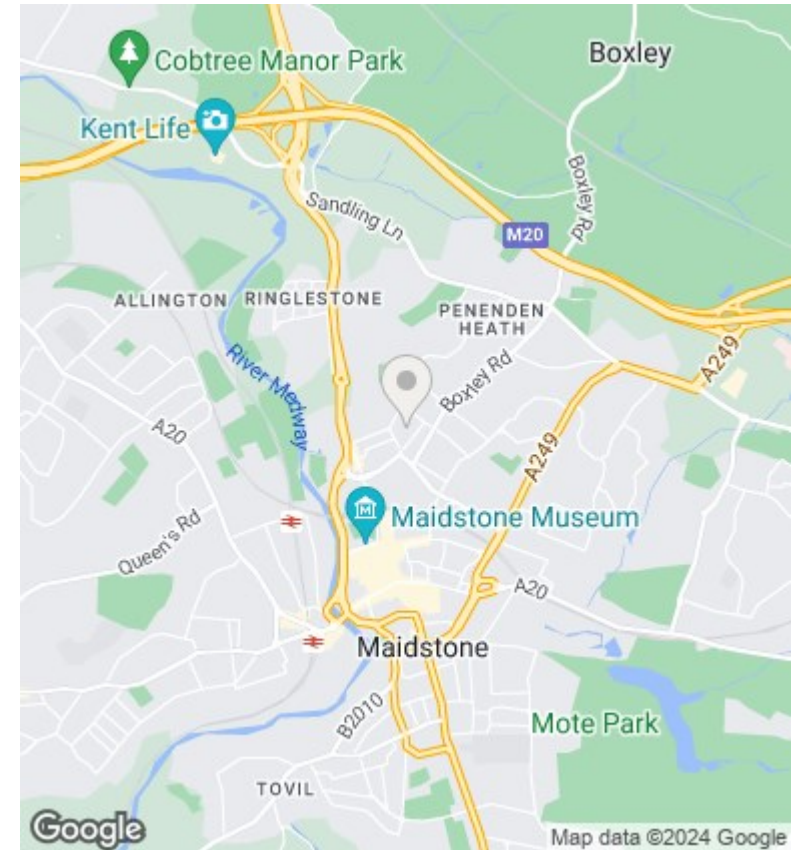 Cobtree Manor Park
Boxley
Kent Life
Boxley Rd
Sandling Ln
M20
ALLINGTON
RINGLESTONE
PENENDEN
HEATH
A249
River Medway
Boxley Rd
A20
A249
Maidstone Museum
Queen's Rd
A20
Maidstone
B2010
Mote Park
TOVIL
Google
Map data ©2024 Google